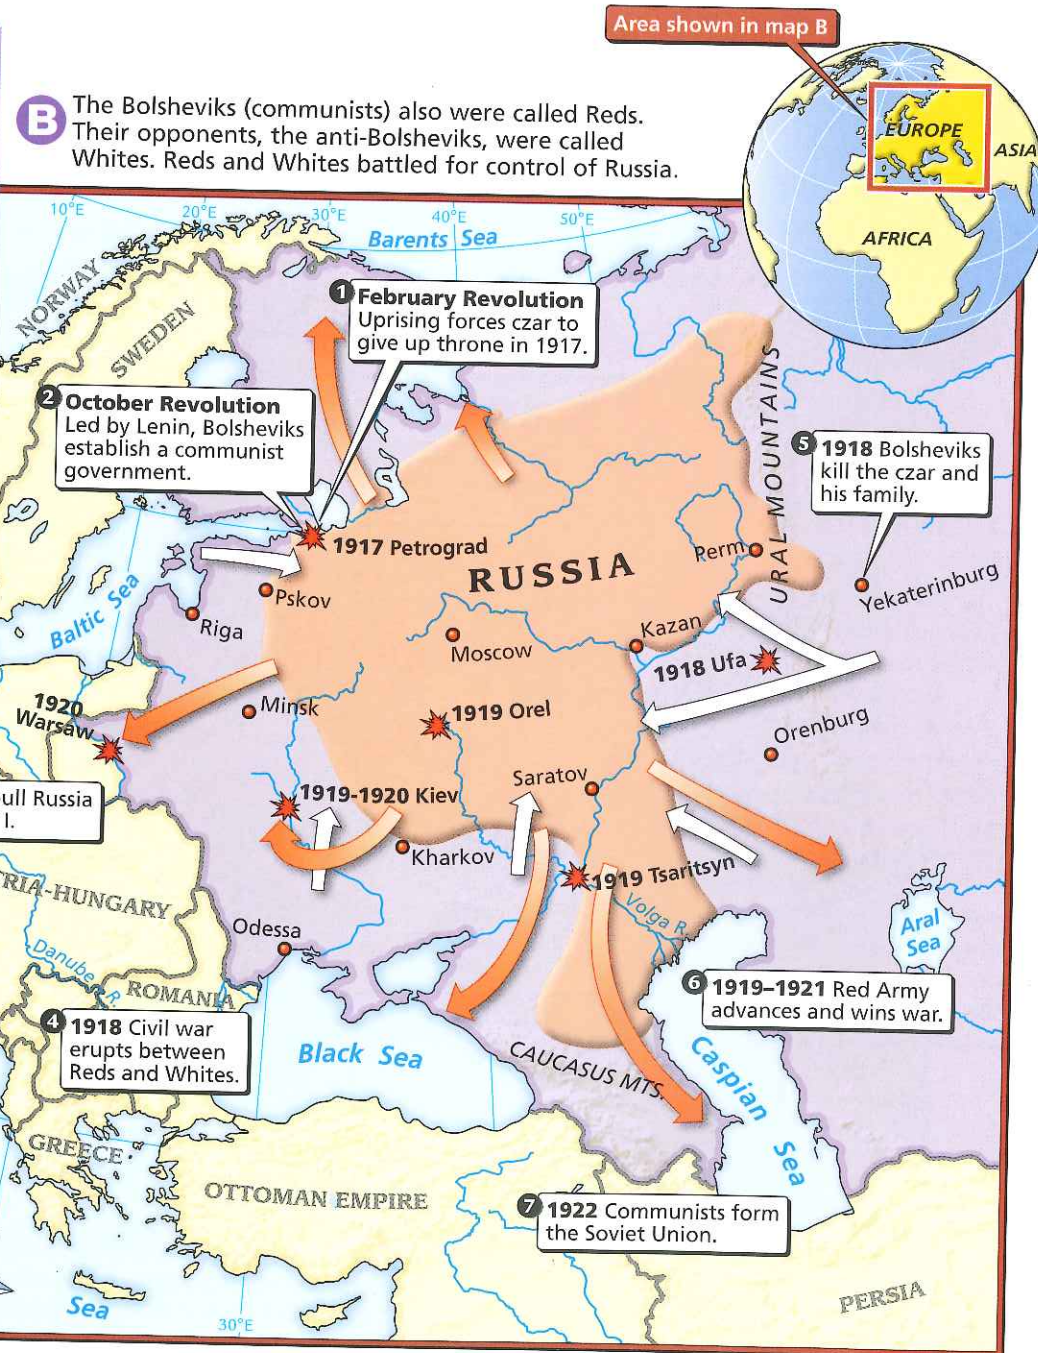 Area shown in map B
EUROPE
ASIA
AFRICA
B
The Bolsheviks (communists) also were called Reds.
Their opponents, the anti-Bolsheviks, were called
Whites. Reds and Whites battled for control of Russia.
10°E
20°E
30°E
40°E
50°E
Barents Sea
NORWAY
SWEDEN
1 February Revolution
Uprising forces czar to
give up throne in 1917.
2 October Revolution
Led by Lenin, Bolsheviks
establish a communist
government.
URAL MOUNTAINS
5 1918 Bolsheviks
kill the czar and
his family.
1917 Petrograd
RUSSIA
Perm
Yekaterinburg
Pskov
Baltic Sea
Riga
Moscow
Kazan
1918 Ufa
1920
Warsaw
Minsk
1919 Orel
Orenburg
Saratov
ull Russia
I.
1919-1920 Kiev
Kharkov
1919 Tsaritsyn
RIA-HUNGARY
Volga R.
Odessa
Aral
Sea
Danube R.
ROMANIA
6 1919–1921 Red Army
advances and wins war.
4 1918 Civil war
erupts between
Reds and Whites.
Black Sea
CAUCASUS MTS.
Caspian Sea
GREECE
OTTOMAN EMPIRE
7 1922 Communists form
the Soviet Union.
PERSIA
Sea
30°E